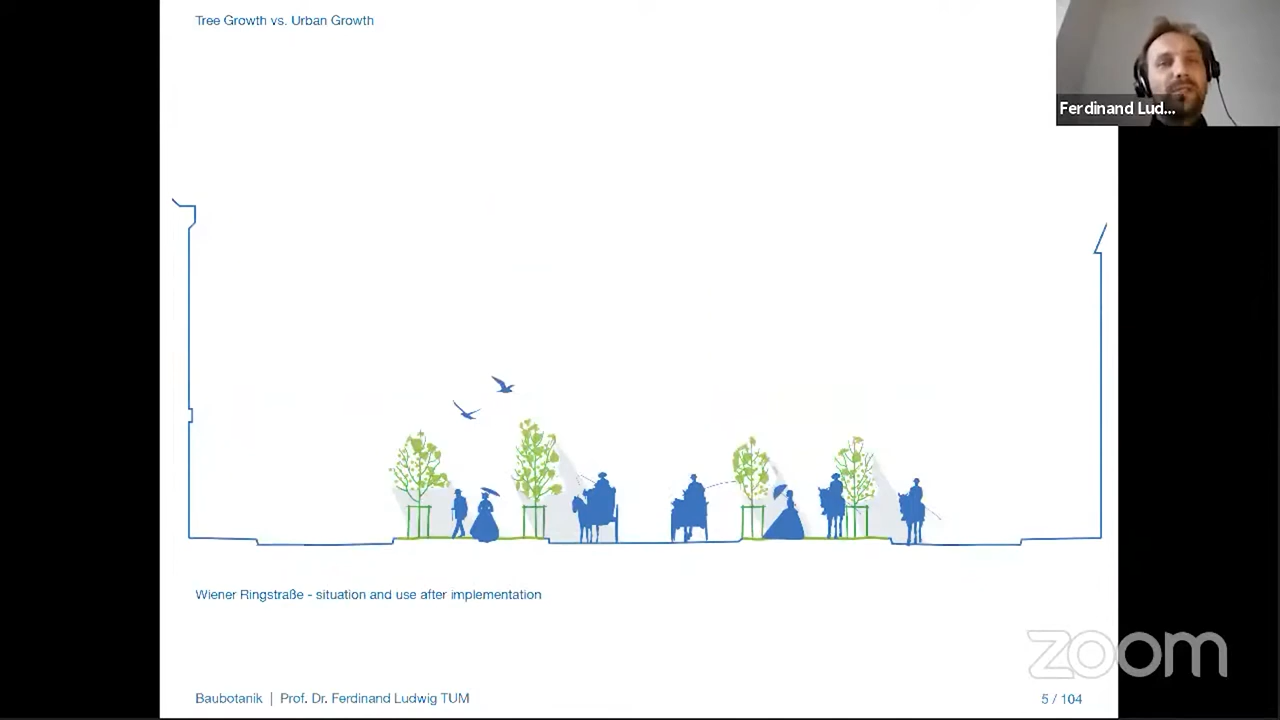 Tree Growth vs. Urban Growth
Ferdinand Lud...
Wiener Ringstraße - situation and use after implementation
zoom
Baubotanik | Prof. Dr. Ferdinand Ludwig TUM
5 / 104